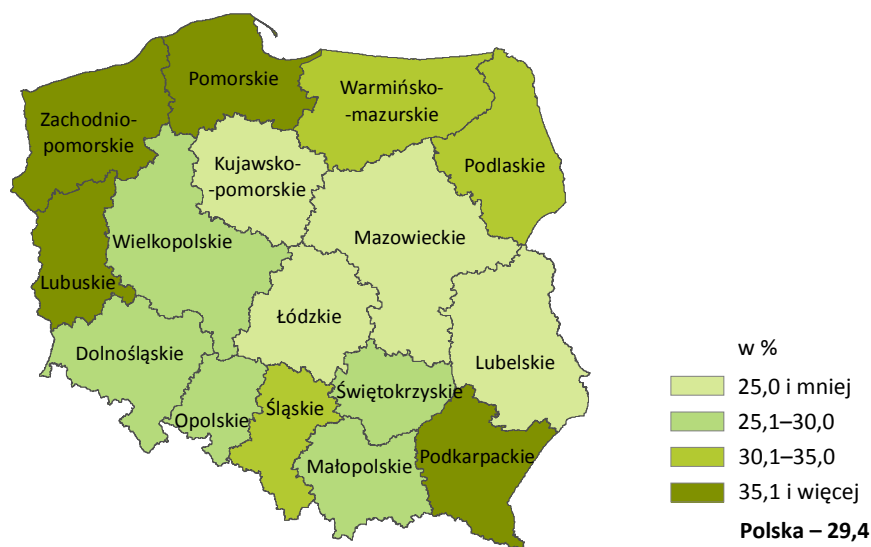 Pomorskie
Warmińsko-
-mazurskie
Zachodnio-
pomorskie
Podlaskie
Kujawsko-
-pomorskie
Wielkopolskie
Mazowieckie
Lubuskie
Łódzkie
Dolnośląskie
Lubelskie
Świętokrzyskie
Śląskie
Opolskie
Podkarpackie
Małopolskie
w %
25,0 i mniej
25,1–30,0
30,1–35,0
35,1 i więcej
Polska – 29,4